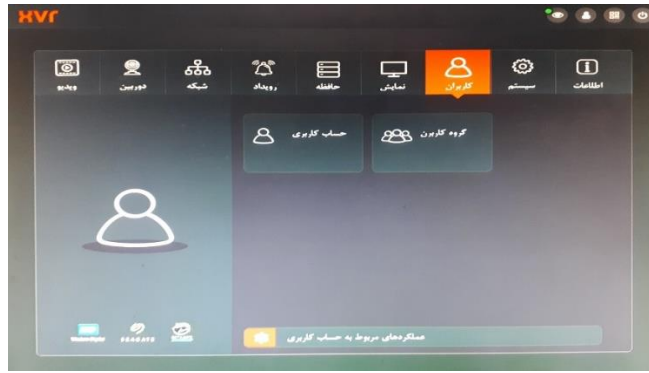 XVR
اطلاعات
سیستم
کاربران
نمایش
حافظه
رویداد
شبکه
دوربین
ویدیو
گروه کاربرن
حساب کاربری
SEAGATE
عملکردهای مربوط به حساب کاربری